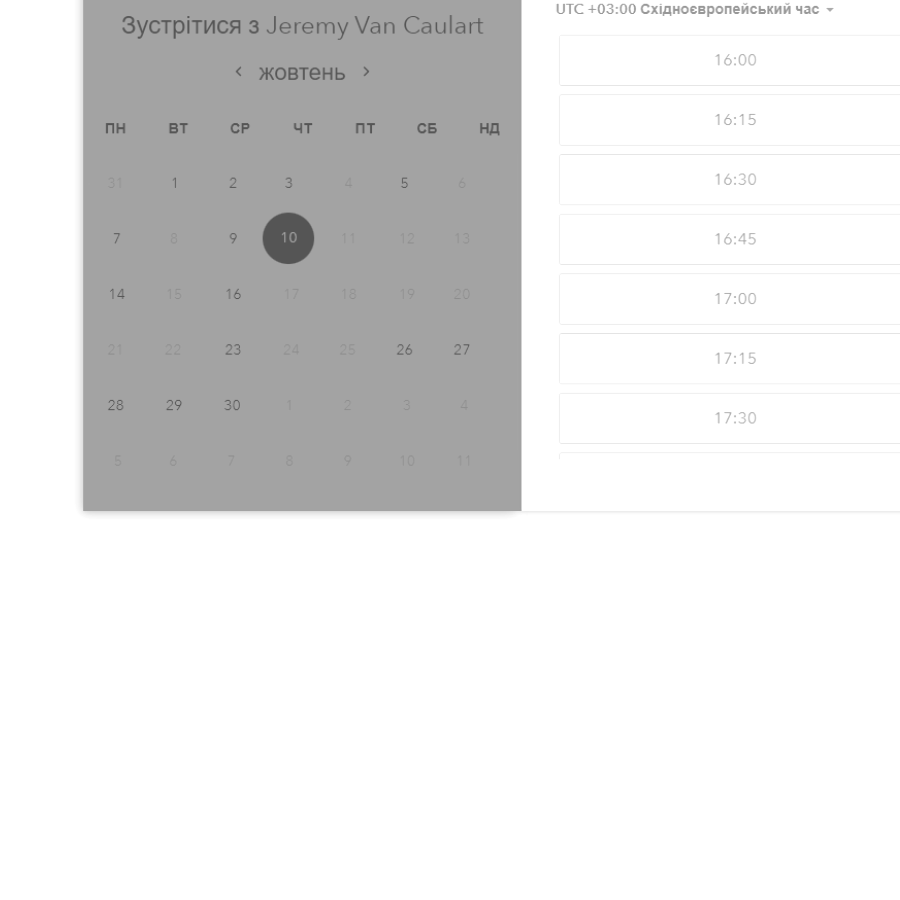 Зустрітися з Jeremy Van Caulart
жовтень
ПН ВТ СР ЧТ ПТ СБ НД
31 1 2 3 4 5 6
7 8 9 10 11 12 13
14 15 16 17 18 19 20
21 22 23 24 25 26 27
28 29 30 1 2 3 4
5 6 7 8 9 10 11
UTC +03:00 Східноєвропейський час
16:00
16:15
16:30
16:45
17:00
17:15
17:30